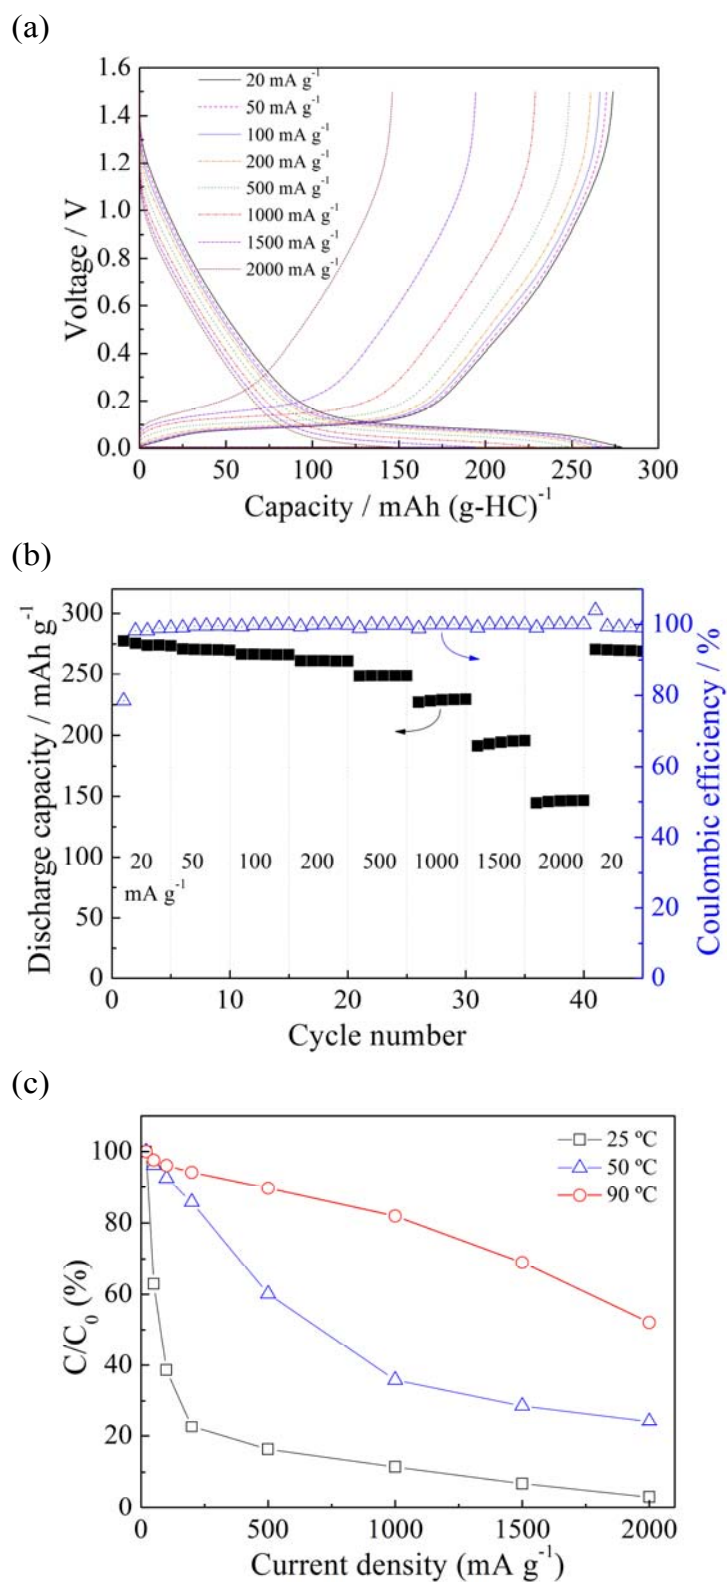 (a)
1.6
1.4
1.2
1.0
0.8
0.6
0.4
0.2
0.0
Voltage / V
20 mA g⁻¹
50 mA g⁻¹
100 mA g⁻¹
200 mA g⁻¹
500 mA g⁻¹
1000 mA g⁻¹
1500 mA g⁻¹
2000 mA g⁻¹
0 50 100 150 200 250 300
Capacity / mAh (g-HC)⁻¹
(b)
300
250
200
150
100
50
0
Discharge capacity / mAh g⁻¹
20 50 100 200 500 1000 1500 2000 20
mA g⁻¹
100
80
60
40
20
0
Coulombic efficiency / %
0 10 20 30 40
Cycle number
(c)
100
80
60
40
20
0
C/C₀ (%)
25 ºC
50 ºC
90 ºC
0 500 1000 1500 2000
Current density (mA g⁻¹)